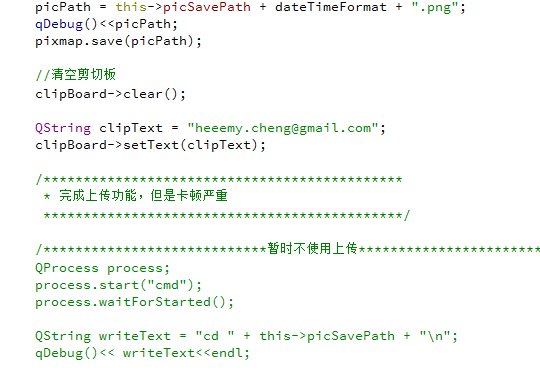 picPath = this->picSavePath + dateTimeFormat + ".png";
qDebug()<<picPath;
pixmap.save(picPath);
//清空剪切板
clipBoard->clear();
QString clipText = "heeemy.cheng@gmail.com";
clipBoard->setText(clipText);
/*********************************************
* 完成上传功能，但是卡顿严重
*********************************************/
/****************************暂时不使用上传***********************
QProcess process;
process.start("cmd");
process.waitForStarted();
QString writeText = "cd " + this->picSavePath + "\n";
qDebug()<< writeText<<endl;